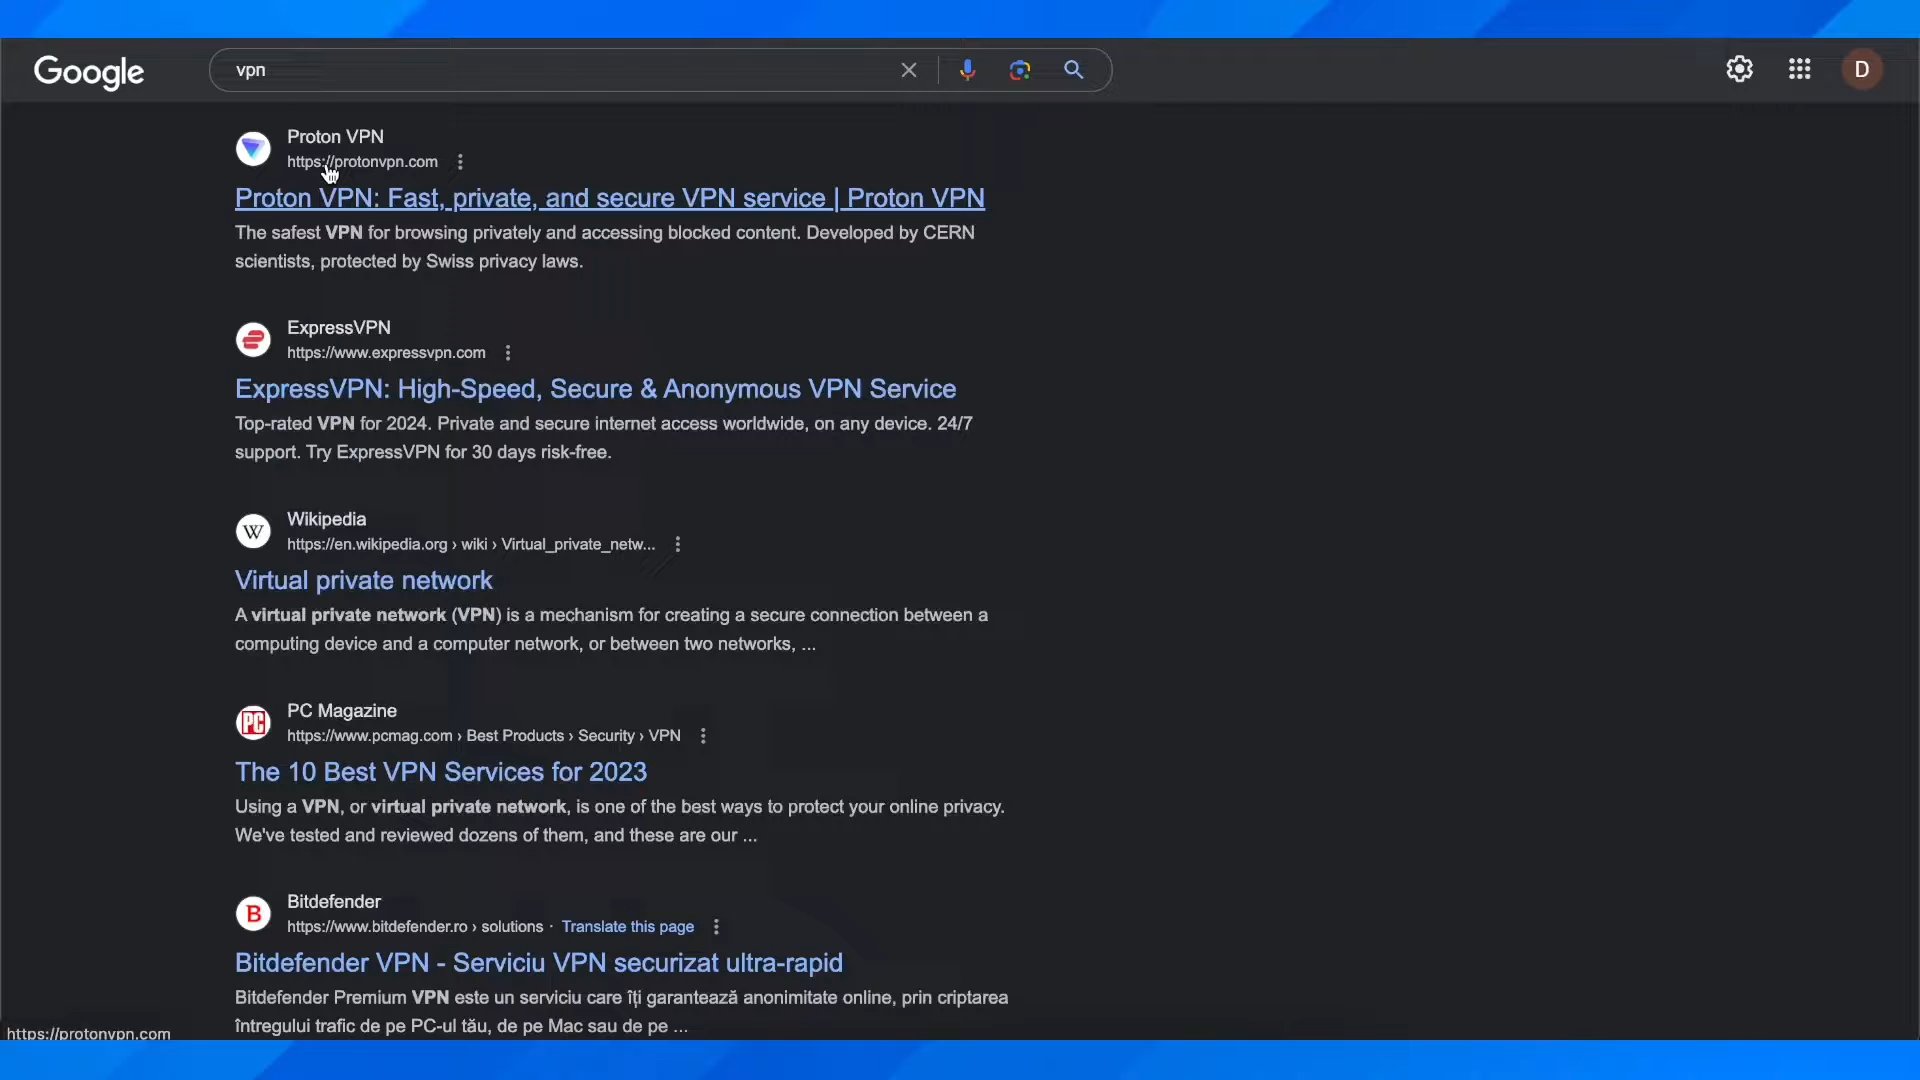 Google
vpn
D
Proton VPN
https://protonvpn.com
Proton VPN: Fast, private, and secure VPN service | Proton VPN
The safest VPN for browsing privately and accessing blocked content. Developed by CERN
scientists, protected by Swiss privacy laws.
ExpressVPN
https://www.expressvpn.com
ExpressVPN: High-Speed, Secure & Anonymous VPN Service
Top-rated VPN for 2024. Private and secure internet access worldwide, on any device. 24/7
support. Try ExpressVPN for 30 days risk-free.
W
Wikipedia
https://en.wikipedia.org › wiki › Virtual_private_netw...
Virtual private network
A virtual private network (VPN) is a mechanism for creating a secure connection between a
computing device and a computer network, or between two networks, ...
PC
PC Magazine
https://www.pcmag.com › Best Products › Security › VPN
The 10 Best VPN Services for 2023
Using a VPN, or virtual private network, is one of the best ways to protect your online privacy.
We've tested and reviewed dozens of them, and these are our ...
B
Bitdefender
https://www.bitdefender.ro › solutions · Translate this page
Bitdefender VPN - Serviciu VPN securizat ultra-rapid
Bitdefender Premium VPN este un serviciu care îți garantează anonimitate online, prin criptarea
întregului trafic de pe PC-ul tău, de pe Mac sau de pe ...
https://protonvpn.com